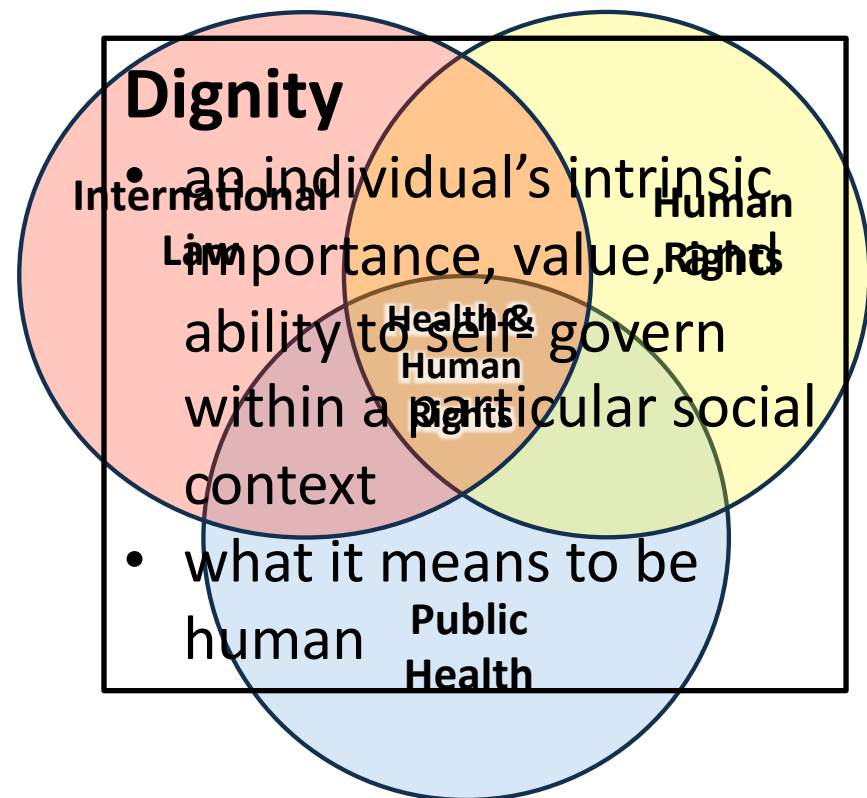 Dignity
• an individual’s intrinsic
importance, value, and
ability to self- govern
within a particular social
context
• what it means to be
human
International
Law
Human
Rights
Health &
Human
Rights
Public
Health